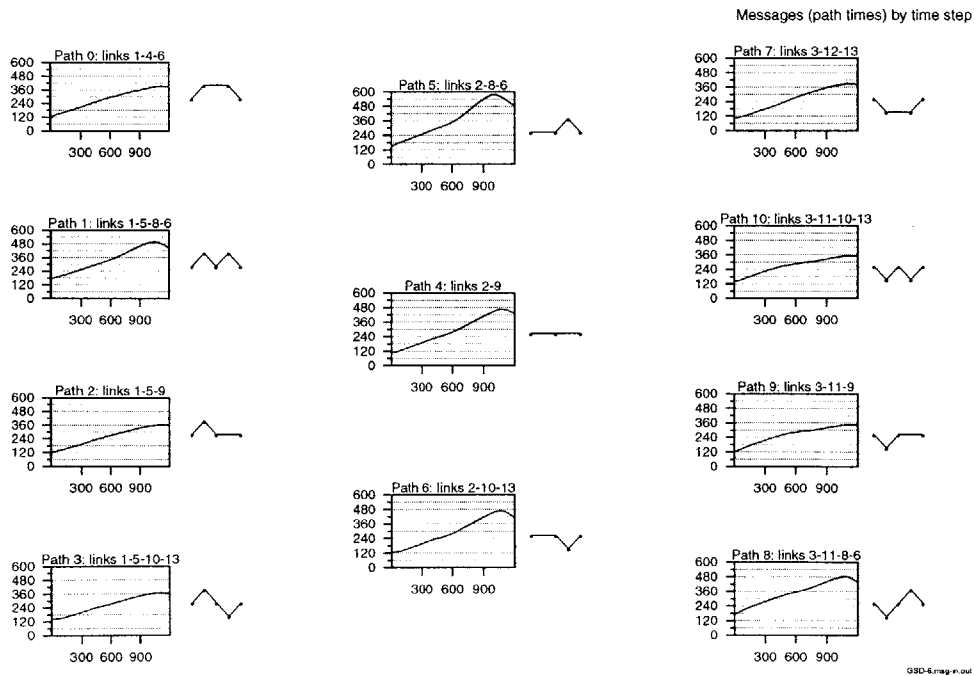 Messages (path times) by time step
Path 0: links 1-4-6
600
480
360
240
120
0
300 600 900
Path 1: links 1-5-8-6
600
480
360
240
120
0
300 600 900
Path 2: links 1-5-9
600
480
360
240
120
0
300 600 900
Path 3: links 1-5-10-13
600
480
360
240
120
0
300 600 900
Path 5: links 2-8-6
600
480
360
240
120
0
300 600 900
Path 4: links 2-9
600
480
360
240
120
0
300 600 900
Path 6: links 2-10-13
600
480
360
240
120
0
300 600 900
Path 7: links 3-12-13
600
480
360
240
120
0
300 600 900
Path 10: links 3-11-10-13
600
480
360
240
120
0
300 600 900
Path 9: links 3-11-9
600
480
360
240
120
0
300 600 900
Path 8: links 3-11-8-6
600
480
360
240
120
0
300 600 900
GSD-6.msg-m.out